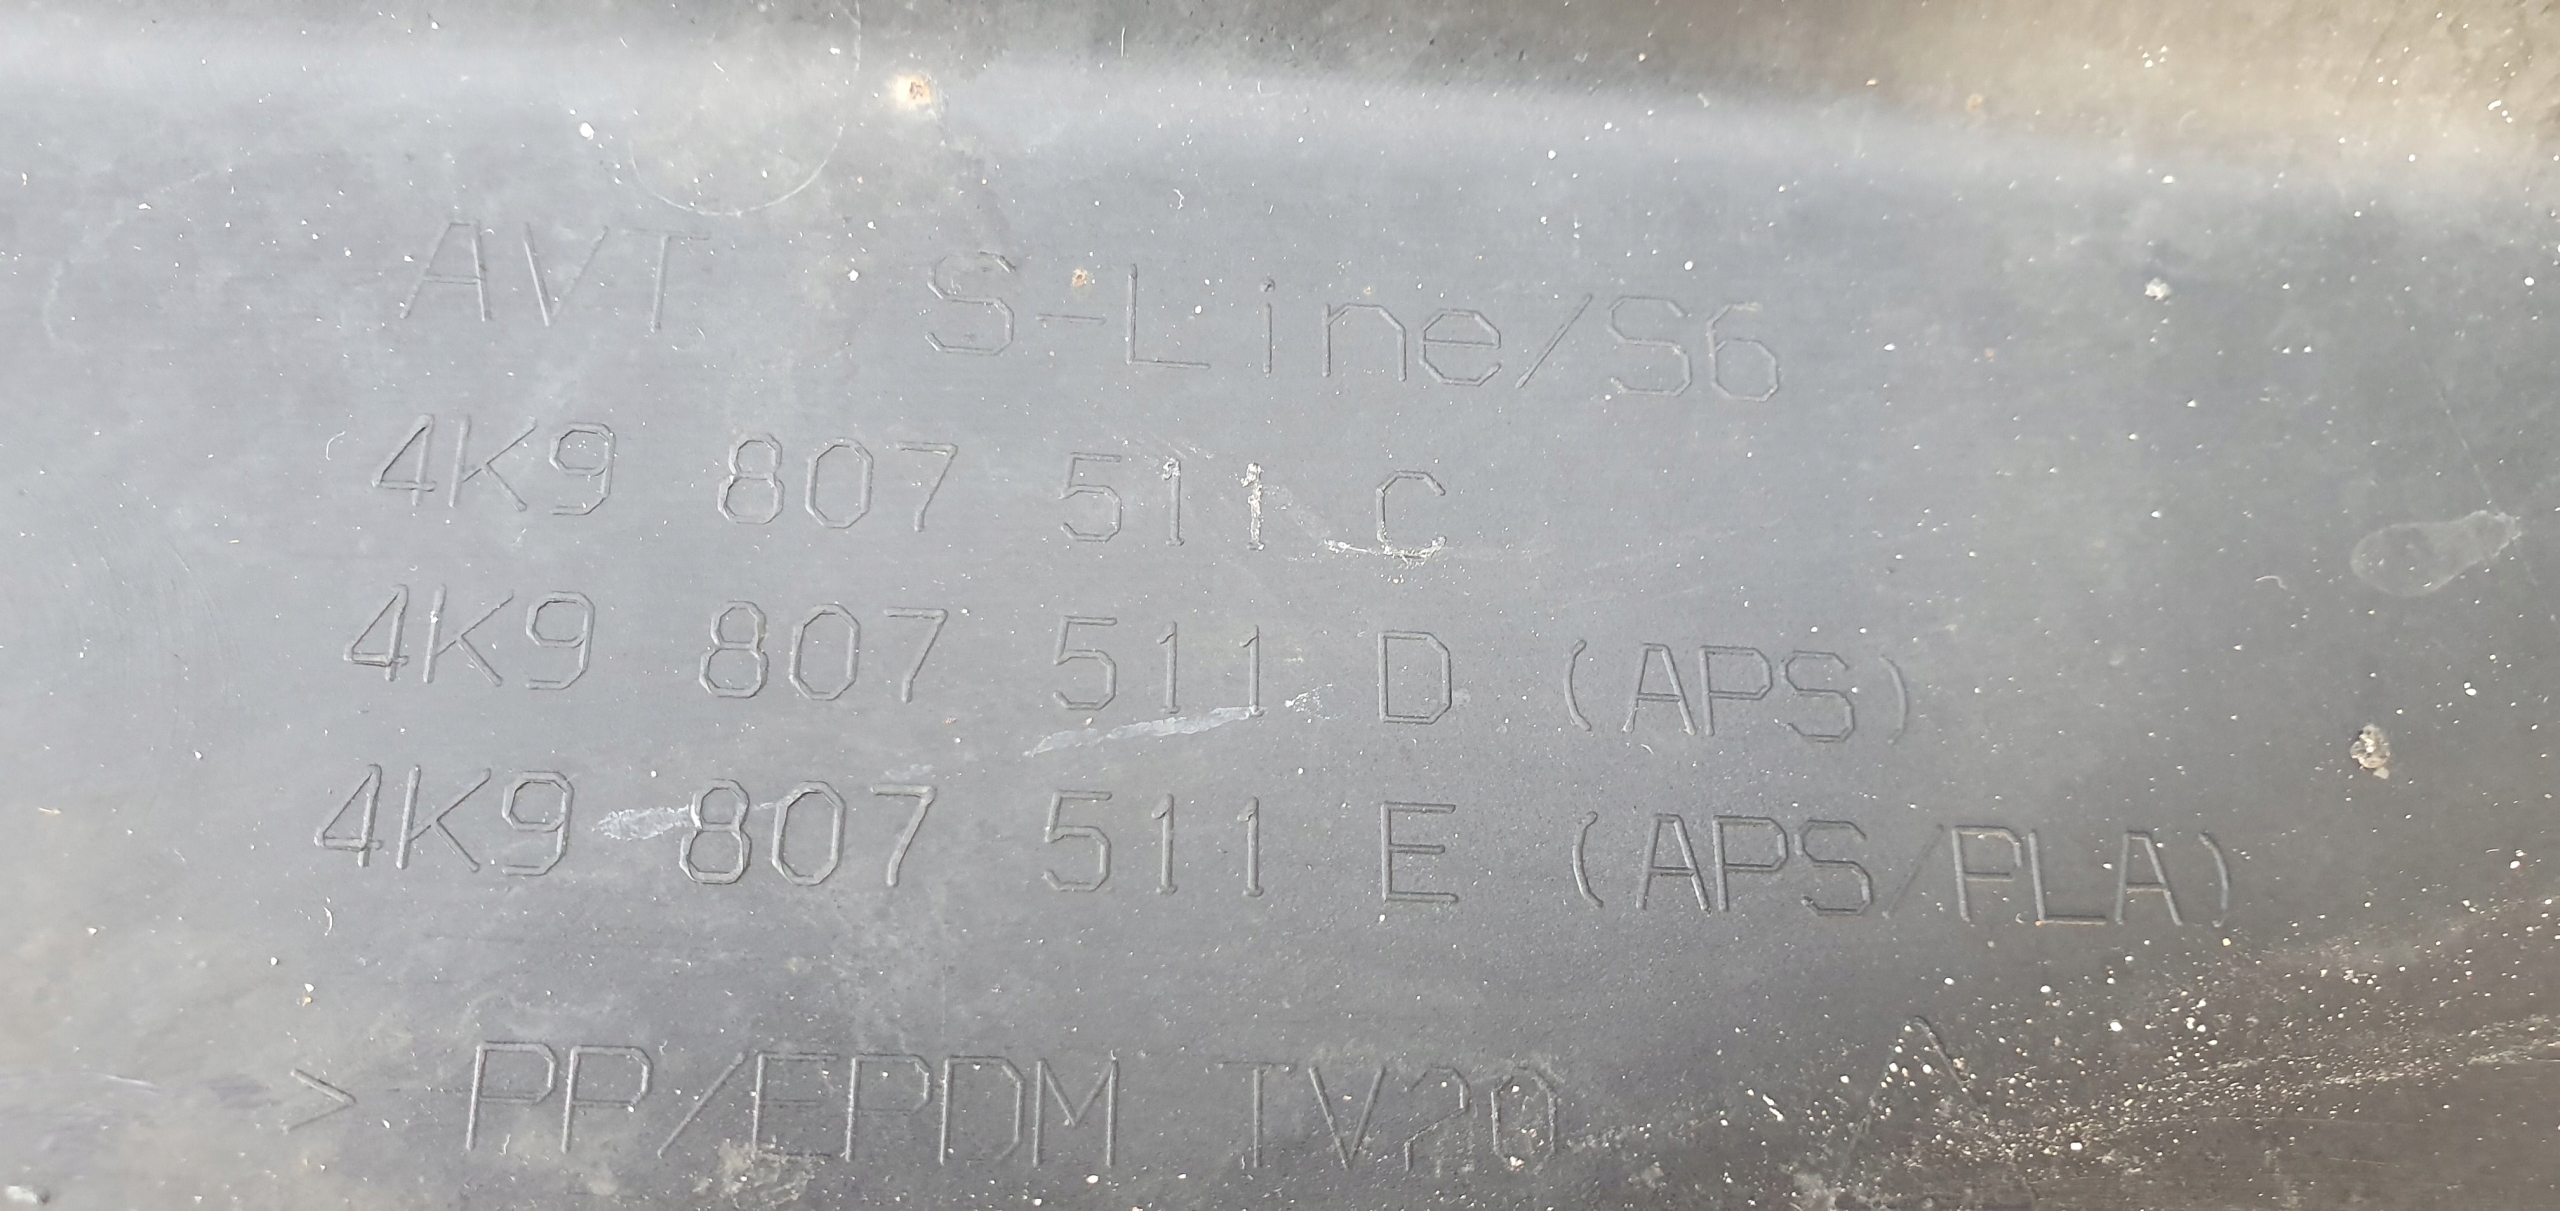 AVT S-Line/S6
4K9 807 511 C
4K9 807 511 D (APS)
4K9 807 511 E (APS/PLA)
> PP/EPDM TV20